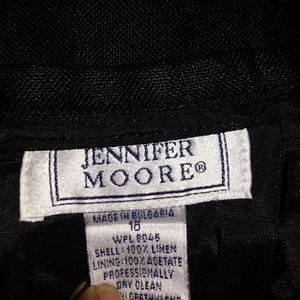 JENNIFER
MOORE®
MADE IN BULGARIA
16
WPL 8045
SHELL: 100% LINEN
LINING: 100% ACETATE
PROFESSIONALLY
DRY CLEAN